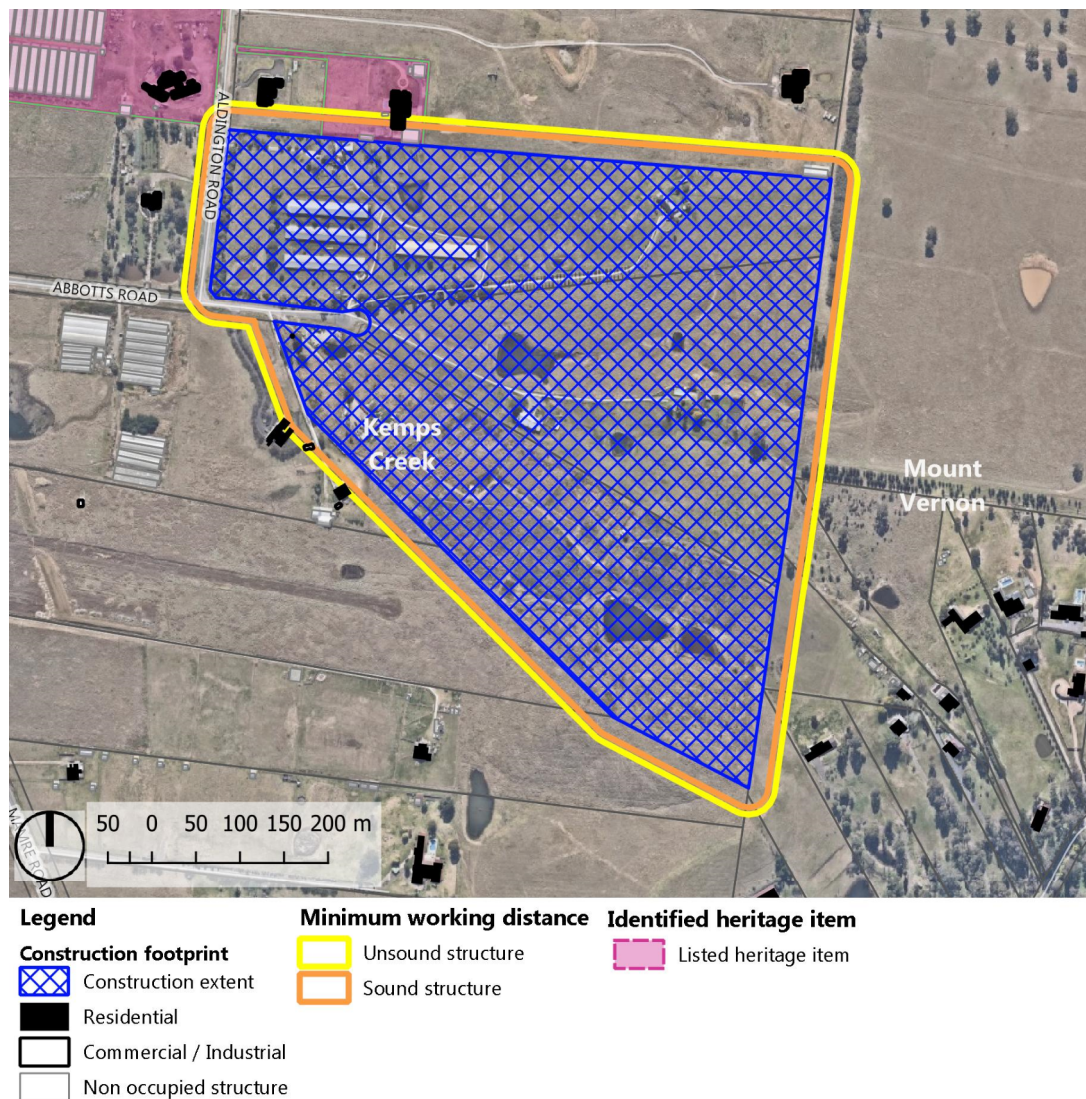 ALDINGTON ROAD
ABBOTTS ROAD
Kemps
Creek
Mount
Vernon
MAMRE ROAD
50 0 50 100 150 200 m
Legend
Construction footprint
Construction extent
Residential
Commercial / Industrial
Non occupied structure
Minimum working distance
Unsound structure
Sound structure
Identified heritage item
Listed heritage item